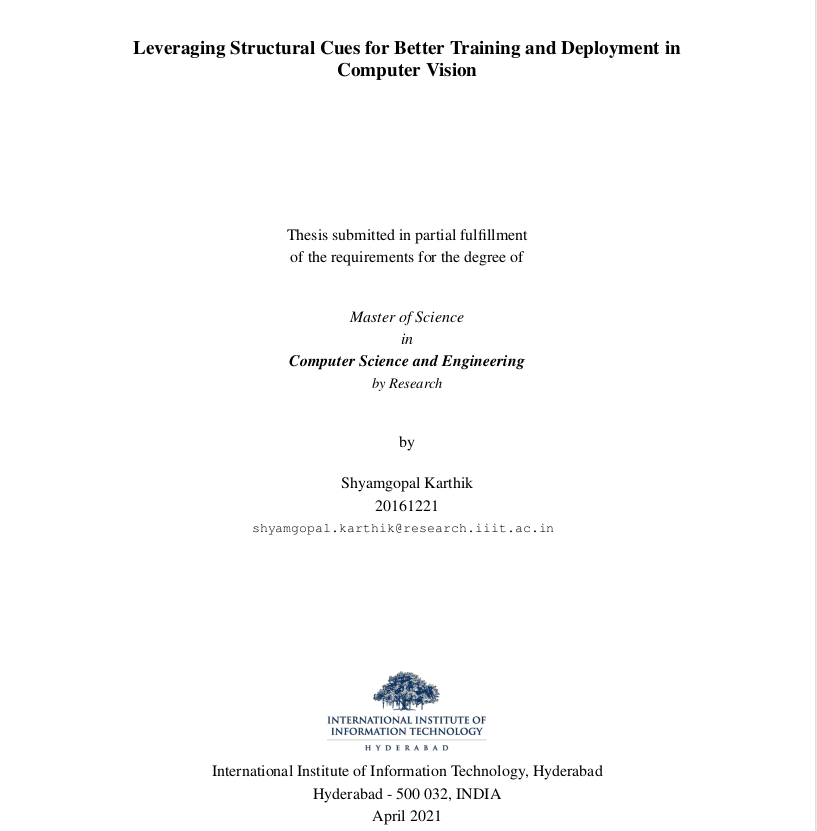 Leveraging Structural Cues for Better Training and Deployment in
Computer Vision
Thesis submitted in partial fulfillment
of the requirements for the degree of
Master of Science
in
Computer Science and Engineering
by Research
by
Shyamgopal Karthik
20161221
shyamgopal.karthik@research.iiit.ac.in
INTERNATIONAL INSTITUTE OF
INFORMATION TECHNOLOGY
HYDERABAD
International Institute of Information Technology, Hyderabad
Hyderabad - 500 032, INDIA
April 2021